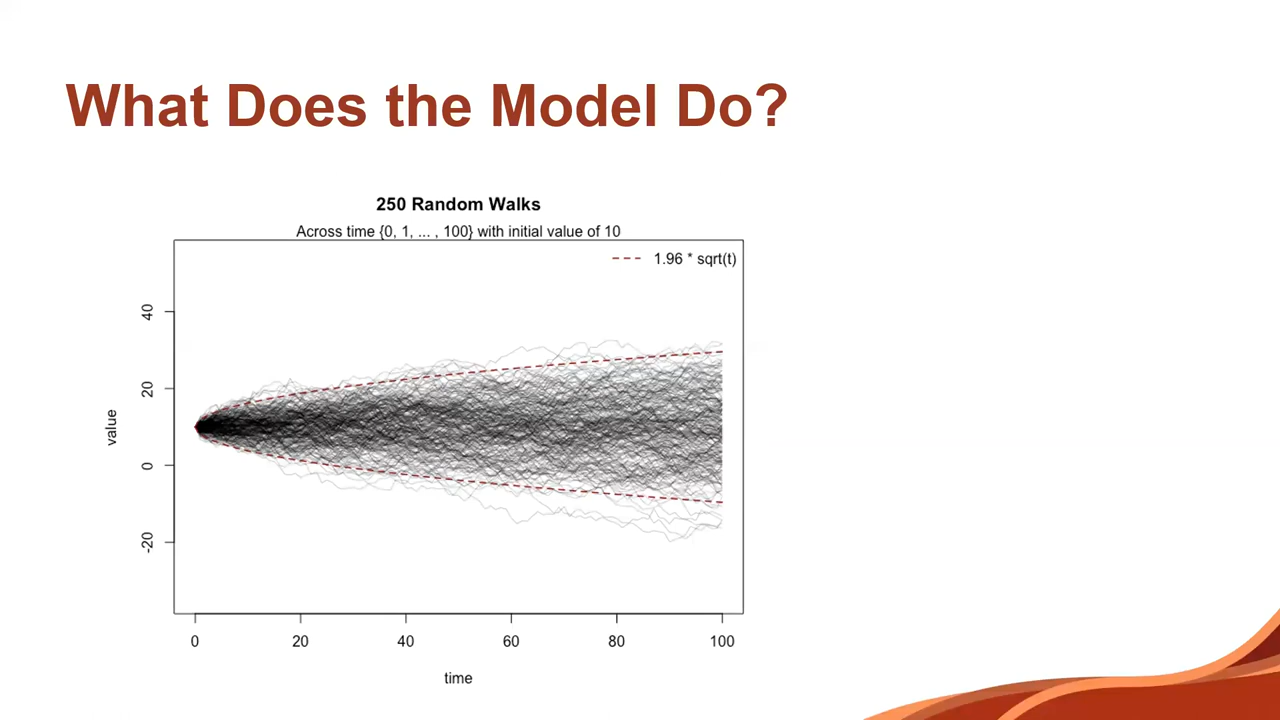 What Does the Model Do?
250 Random Walks
Across time {0, 1, ... , 100} with initial value of 10
1.96 * sqrt(t)
40
20
0
-20
value
0 20 40 60 80 100
time